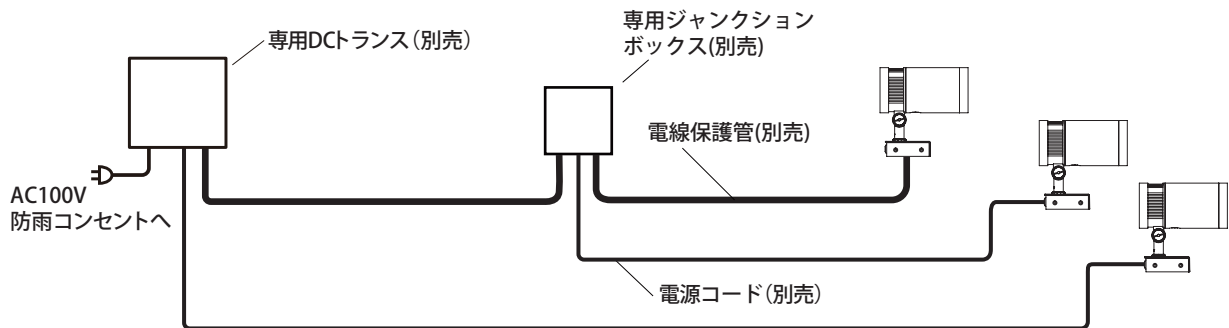 専用DCトランス（別売）
専用ジャンクション
ボックス(別売)
電線保護管(別売)
AC100V
防雨コンセントへ
電源コード（別売）